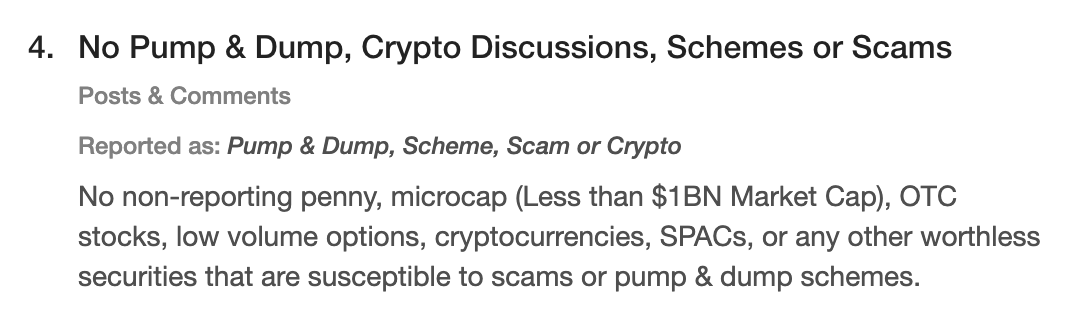 4. No Pump & Dump, Crypto Discussions, Schemes or Scams
Posts & Comments
Reported as: Pump & Dump, Scheme, Scam or Crypto
No non-reporting penny, microcap (Less than $1BN Market Cap), OTC
stocks, low volume options, cryptocurrencies, SPACs, or any other worthless
securities that are susceptible to scams or pump & dump schemes.